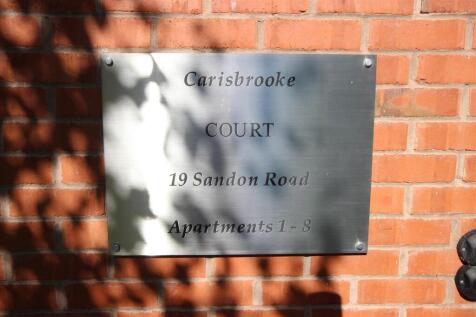 Carisbrooke
COURT
19 Sandon Road
Apartments 1 - 8